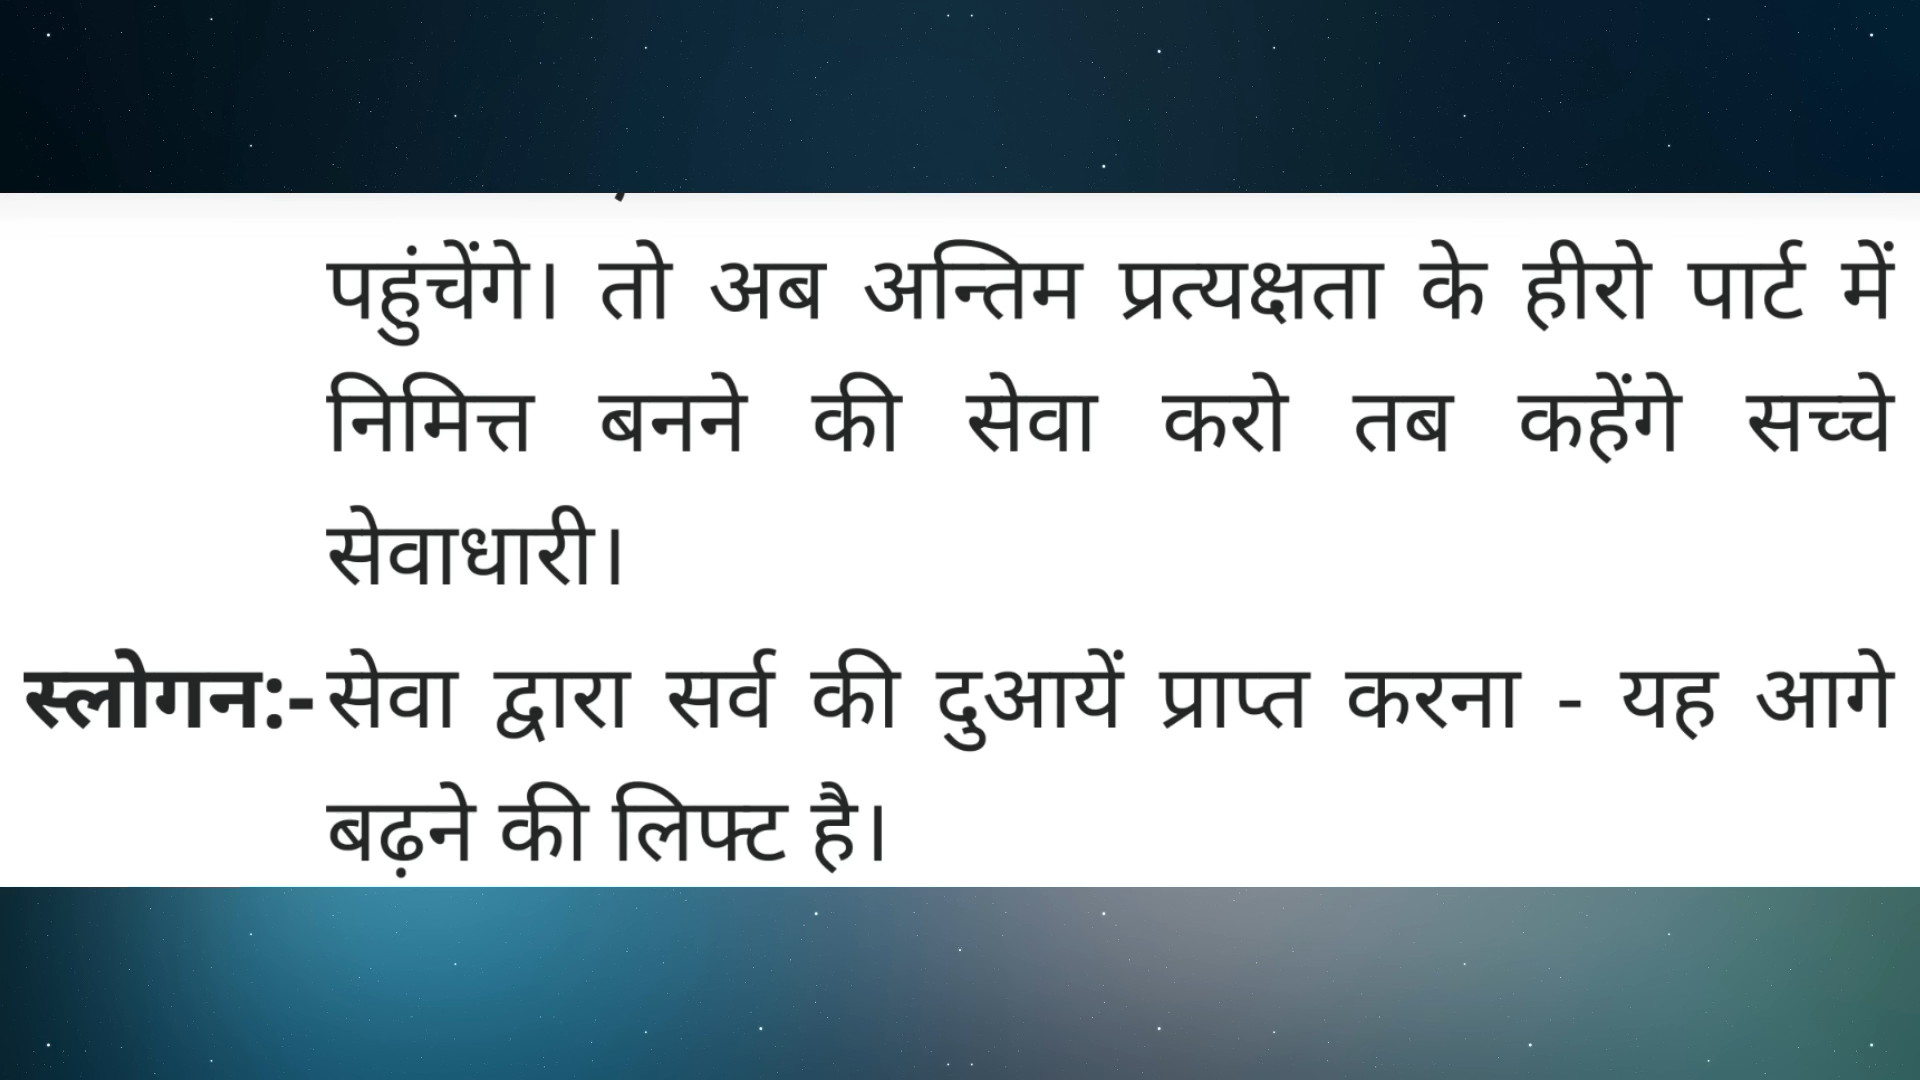 पहुंचेंगे। तो अब अन्तिम प्रत्यक्षता के हीरो पार्ट में
निमित्त बनने की सेवा करो तब कहेंगे सच्चे
सेवाधारी।
स्लोगन:- सेवा द्वारा सर्व की दुआयें प्राप्त करना - यह आगे
बढ़ने की लिफ्ट है।